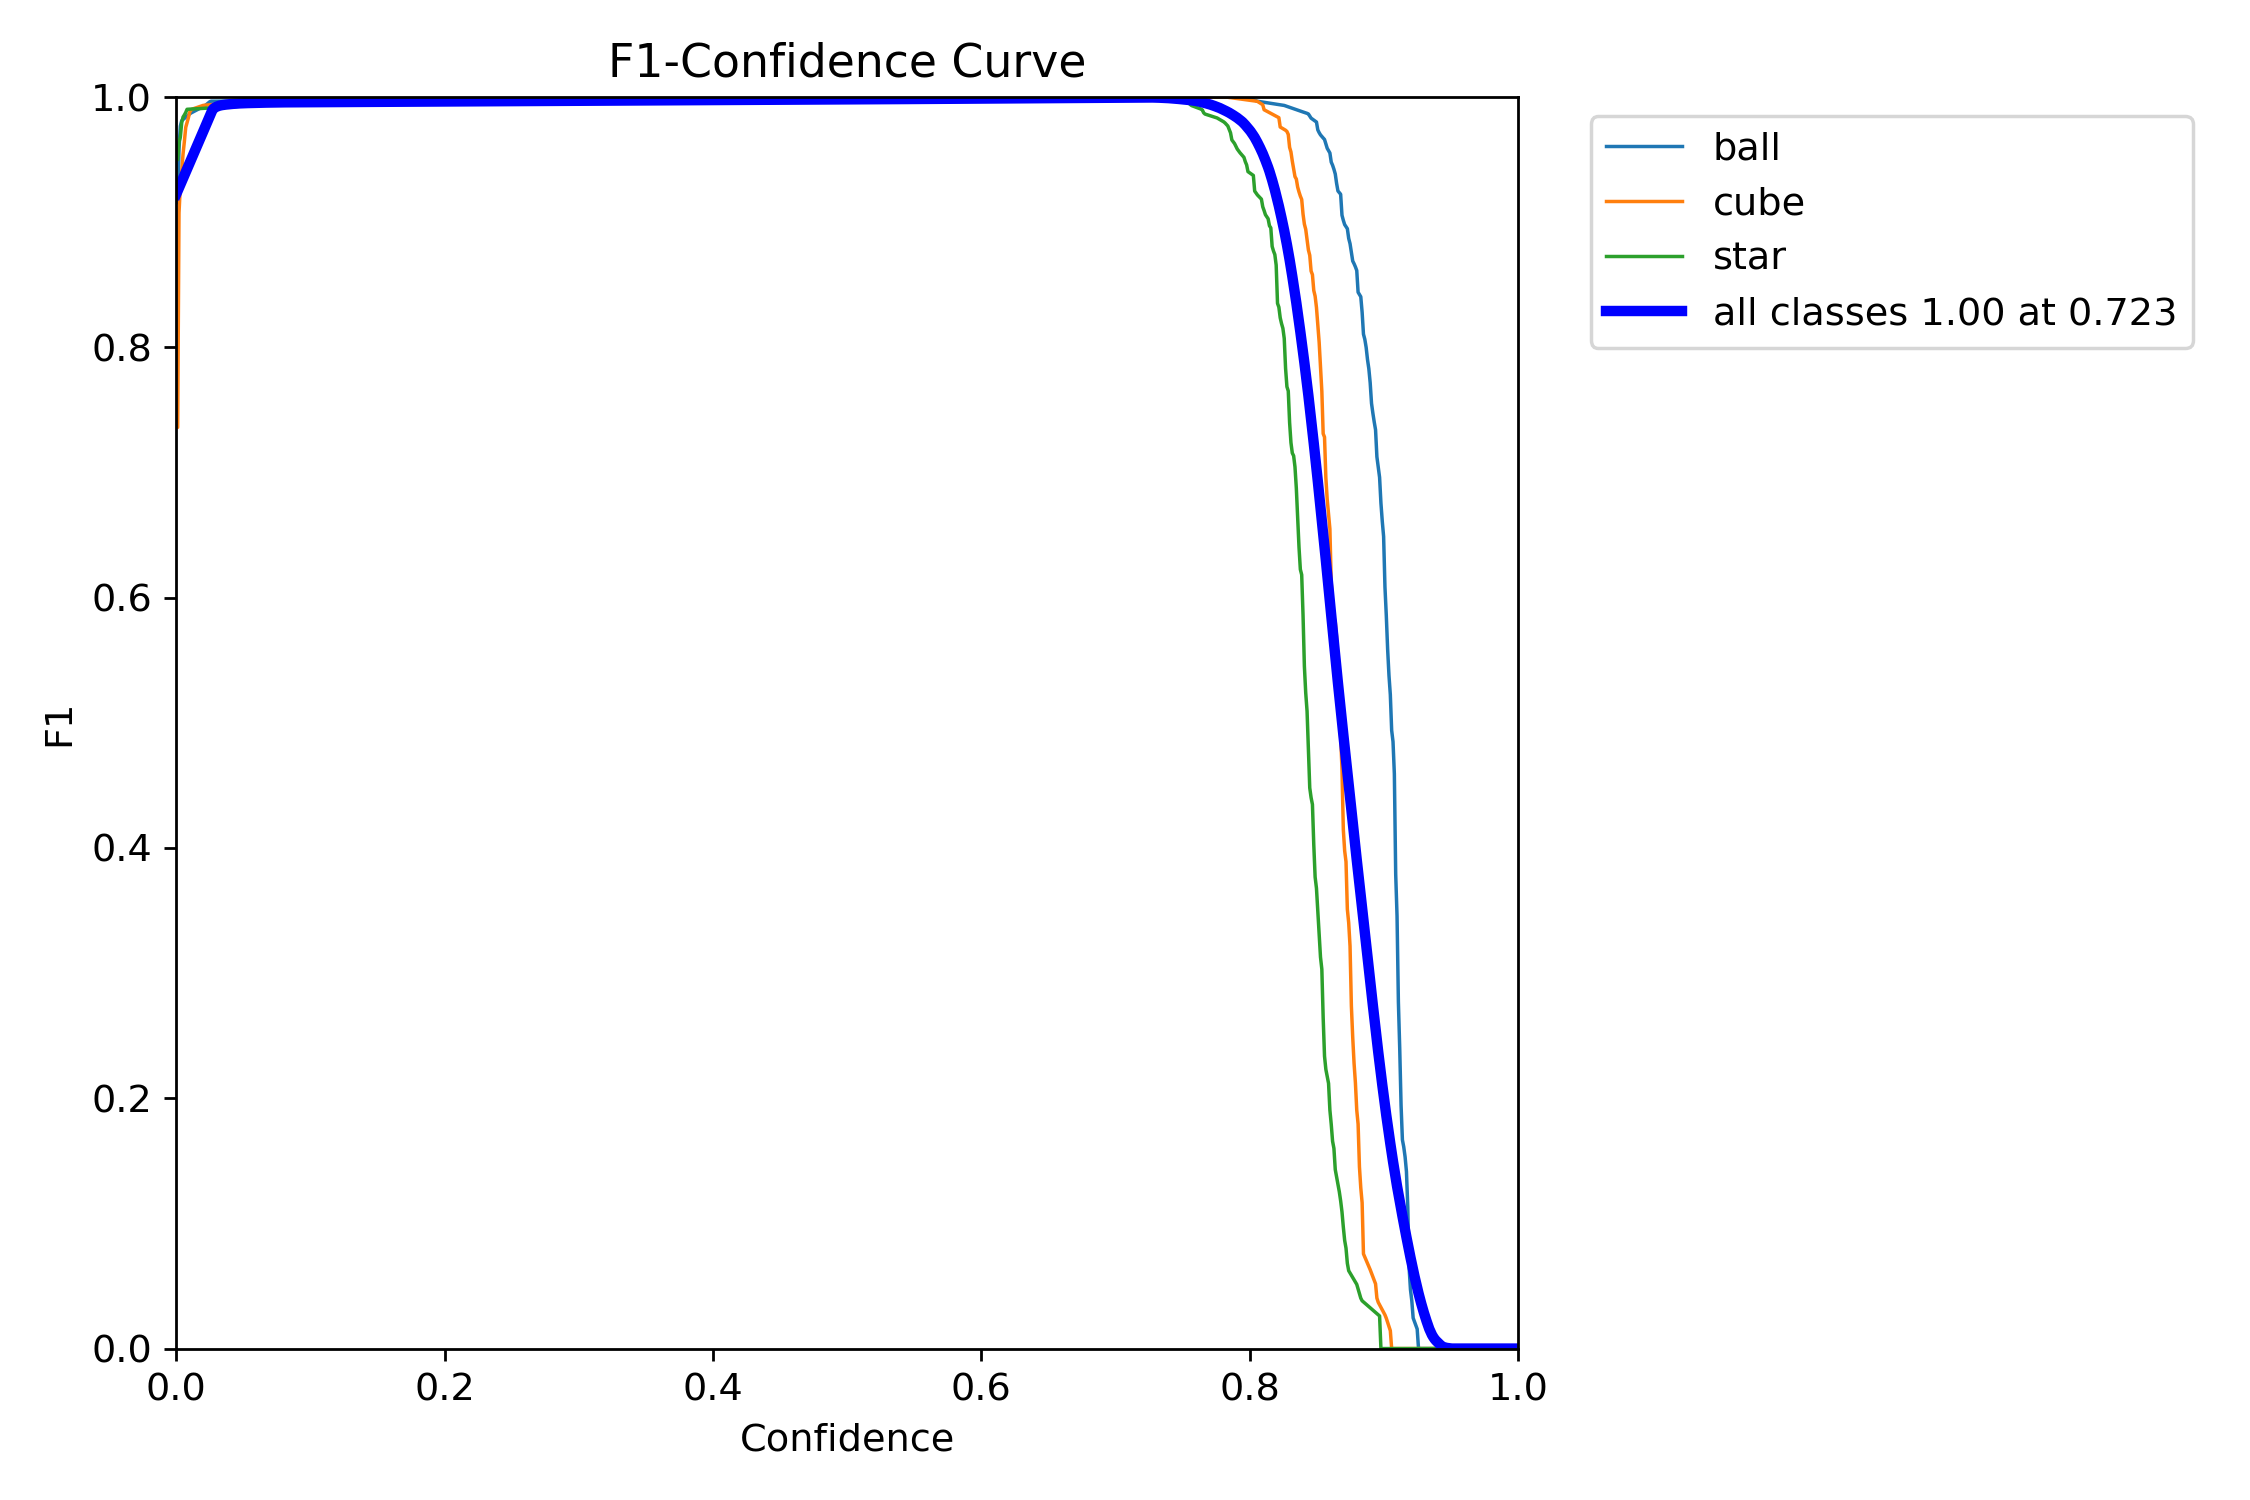 F1-Confidence Curve
1.0
0.8
0.6
0.4
0.2
0.0
F1
0.0 0.2 0.4 0.6 0.8 1.0
Confidence
ball
cube
star
all classes 1.00 at 0.723